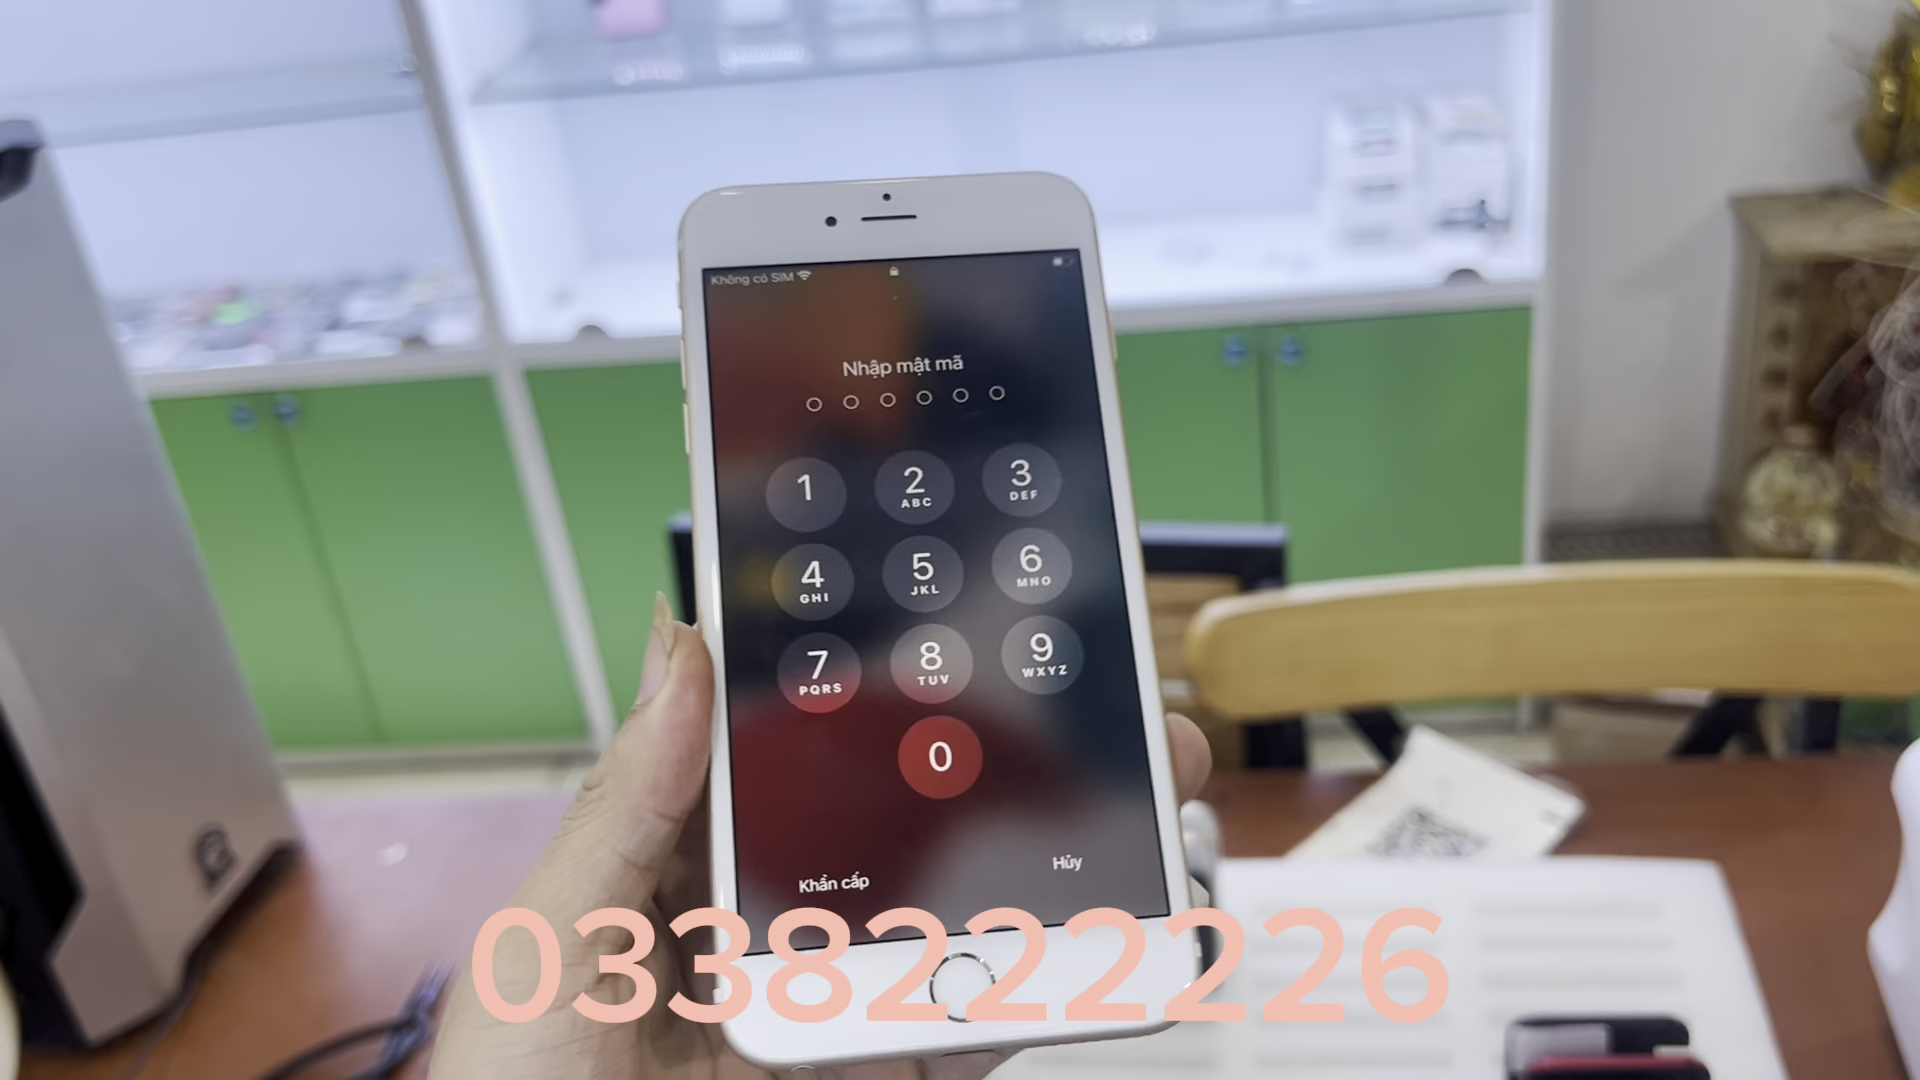 Không có SIM
Nhập mật mã
1
2
ABC
3
DEF
4
GHI
5
JKL
6
MNO
7
PQRS
8
TUV
9
WXYZ
0
Khẩn cấp
Hủy
0338222226